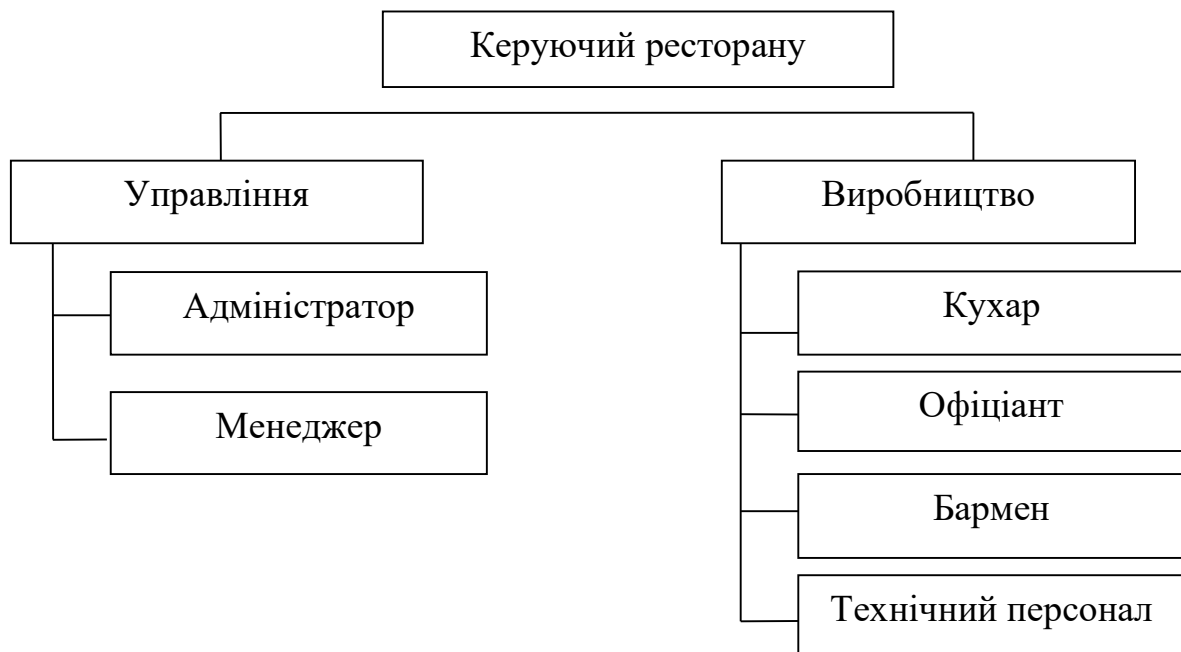 Керуючий ресторану
Управління
Адміністратор
Менеджер
Виробництво
Кухар
Офіціант
Бармен
Технічний персонал